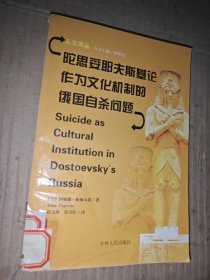 人文译丛
陀思妥耶夫斯基论
作为文化机制的
俄国自杀问题
Suicide as
Cultural
Institution in
Dostoevsky's
Russia
著
译
吉林人民出版社